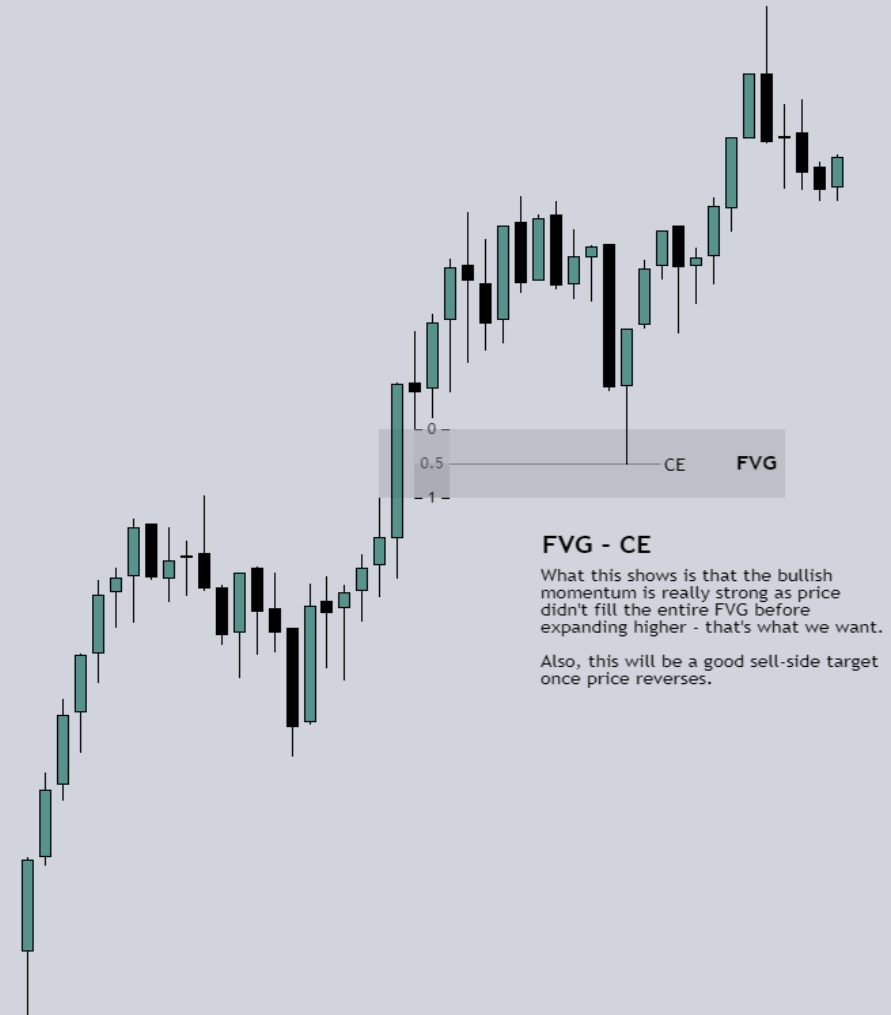 0
0.5
CE
FVG
1
FVG - CE
What this shows is that the bullish
momentum is really strong as price
didn't fill the entire FVG before
expanding higher - that's what we want.
Also, this will be a good sell-side target
once price reverses.